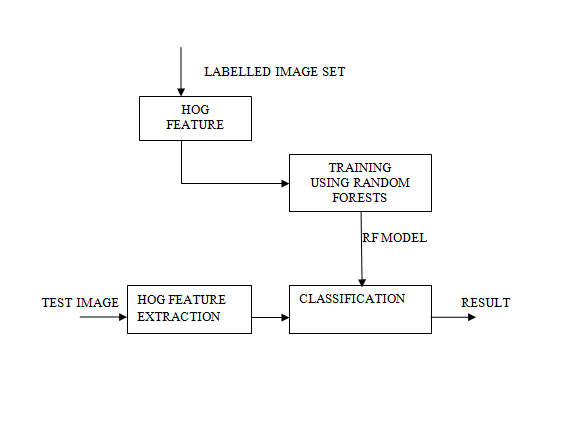 LABELLED IMAGE SET
HOG
FEATURE
TRAINING
USING RANDOM
FORESTS
RF MODEL
TEST IMAGE
HOG FEATURE
EXTRACTION
CLASSIFICATION
RESULT